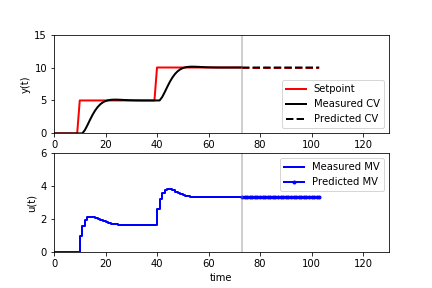 15
10
5
0
y(t)
Setpoint
Measured CV
Predicted CV
0 20 40 60 80 100 120
6
4
2
0
u(t)
Measured MV
Predicted MV
0 20 40 60 80 100 120
time